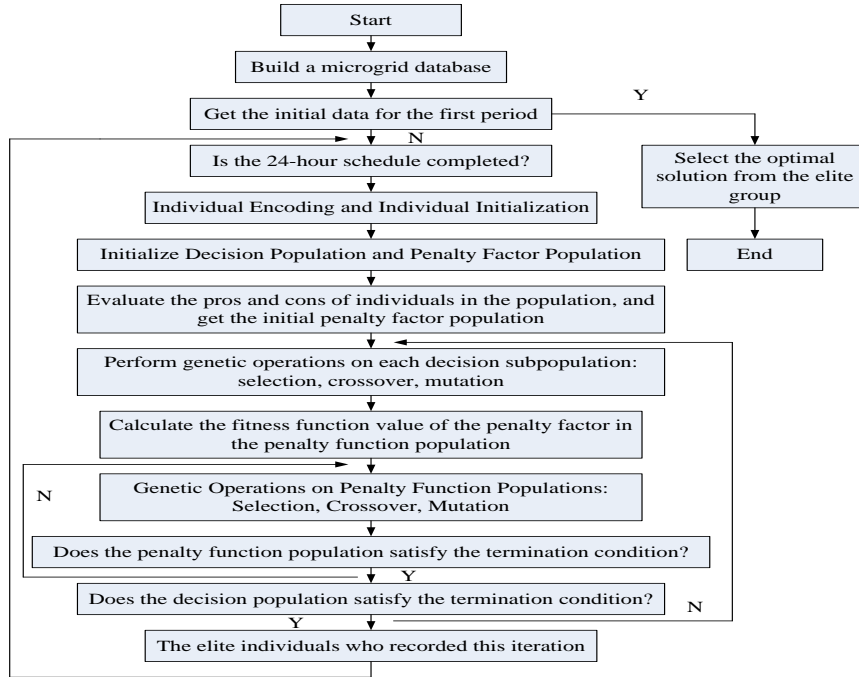 Start
Build a microgrid database
Get the initial data for the first period
Y
N
Is the 24-hour schedule completed?
Select the optimal
solution from the elite
group
Individual Encoding and Individual Initialization
Initialize Decision Population and Penalty Factor Population
End
Evaluate the pros and cons of individuals in the population, and
get the initial penalty factor population
Perform genetic operations on each decision subpopulation:
selection, crossover, mutation
Calculate the fitness function value of the penalty factor in
the penalty function population
N
Genetic Operations on Penalty Function Populations:
Selection, Crossover, Mutation
Does the penalty function population satisfy the termination condition?
Y
Does the decision population satisfy the termination condition?
N
Y
The elite individuals who recorded this iteration